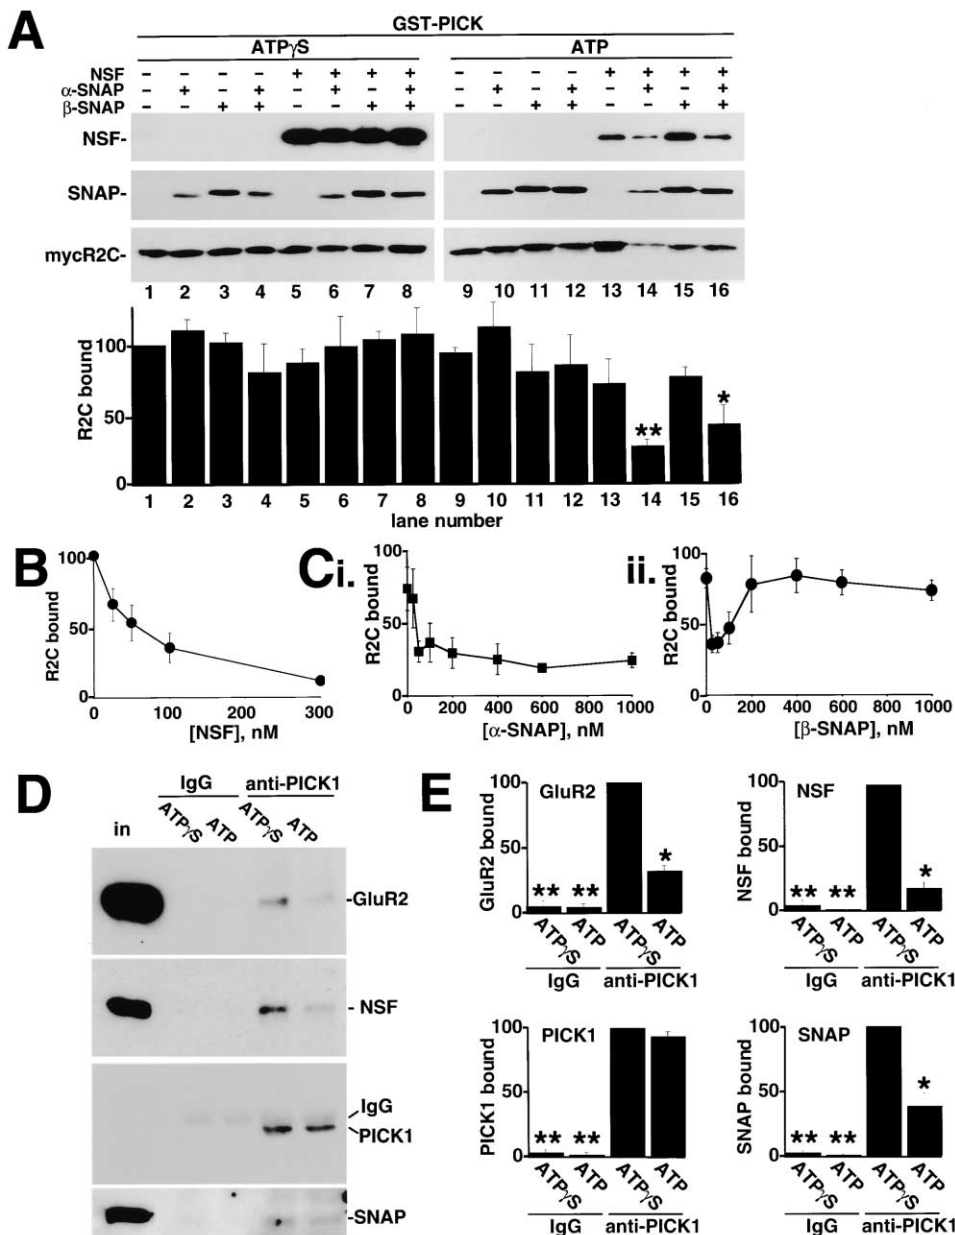 A
GST-PICK
ATPγS ATP
NSF - - - - + + + + - - - - + + + +
α-SNAP - + - + - + - + - + - + - + - +
β-SNAP - - + + - - + + - - + + - - + +
NSF-
SNAP-
mycR2C-
1 2 3 4 5 6 7 8 9 10 11 12 13 14 15 16
R2C bound
100
50
0
** *
1 2 3 4 5 6 7 8 9 10 11 12 13 14 15 16
lane number
B
R2C bound
100
50
0
0 100 200 300
[NSF], nM
Ci.
R2C bound
100
50
0
0 200 400 600 800 1000
[α-SNAP], nM
ii.
R2C bound
100
50
0
0 200 400 600 800 1000
[β-SNAP], nM
D
IgG anti-PICK1
in ATPγS ATP ATPγS ATP
-GluR2
- NSF
IgG
PICK1
-SNAP
E
GluR2
GluR2 bound
100
50
0
** ** *
ATPγS ATP ATPγS ATP
IgG anti-PICK1
NSF
NSF bound
100
50
0
** ** *
ATPγS ATP ATPγS ATP
IgG anti-PICK1
PICK1
PICK1 bound
100
50
0
** **
ATPγS ATP ATPγS ATP
IgG anti-PICK1
SNAP
SNAP bound
100
50
0
** ** *
ATPγS ATP ATPγS ATP
IgG anti-PICK1